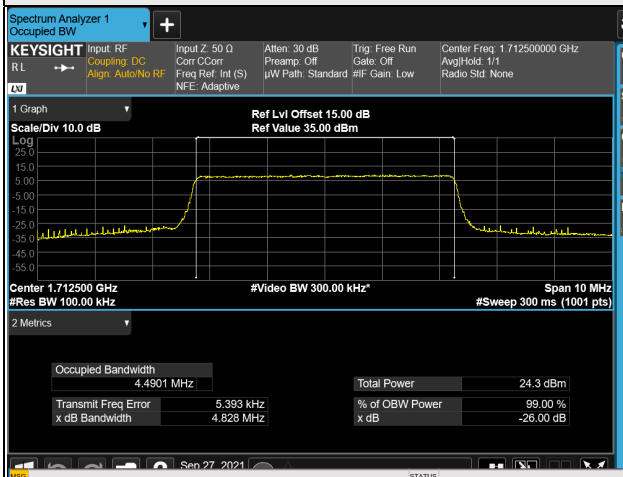 Spectrum Analyzer 1
Occupied BW
+
KEYSIGHT Input: RF Input Z: 50 Ω Atten: 30 dB Trig: Free Run Center Freq: 1.712500000 GHz
R L Coupling: DC Corr CCorr Preamp: Off Gate: Off Avg|Hold: 1/1
Align: Auto/No RF Freq Ref: Int (S) µW Path: Standard #IF Gain: Low Radio Std: None
LXI NFE: Adaptive
1 Graph
Ref Lvl Offset 15.00 dB
Scale/Div 10.0 dB Ref Value 35.00 dBm
Log
25.0
15.0
5.00
-5.00
-15.0
-25.0
-35.0
-45.0
-55.0
Center 1.712500 GHz #Video BW 300.00 kHz* Span 10 MHz
#Res BW 100.00 kHz #Sweep 300 ms (1001 pts)
2 Metrics
Occupied Bandwidth
4.4901 MHz Total Power 24.3 dBm
Transmit Freq Error 5.393 kHz % of OBW Power 99.00 %
x dB Bandwidth 4.828 MHz x dB -26.00 dB
Sep 27, 2021
MSG STATUS